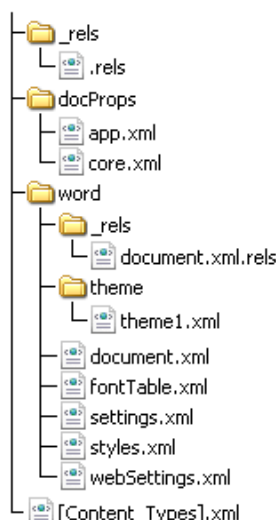 _rels
.rels
docProps
app.xml
core.xml
word
_rels
document.xml.rels
theme
theme1.xml
document.xml
fontTable.xml
settings.xml
styles.xml
webSettings.xml
[Content_Types].xml